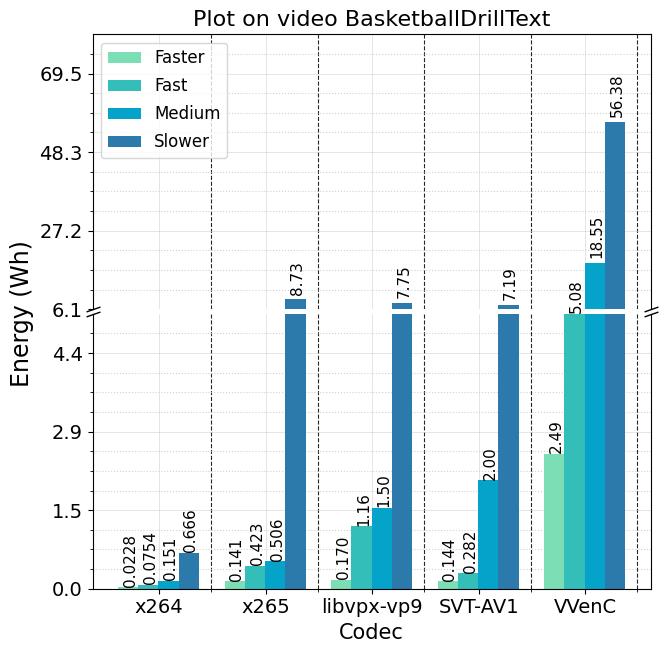 Plot on video BasketballDrillText
Faster
Fast
Medium
Slower
Energy (Wh)
69.5
48.3
27.2
6.1
4.4
2.9
1.5
0.0
0.0228
0.0754
0.151
0.666
0.141
0.423
0.506
8.73
0.170
1.16
1.50
7.75
0.144
0.282
2.00
7.19
2.49
5.08
18.55
56.38
x264
x265
libvpx-vp9
SVT-AV1
VVenC
Codec